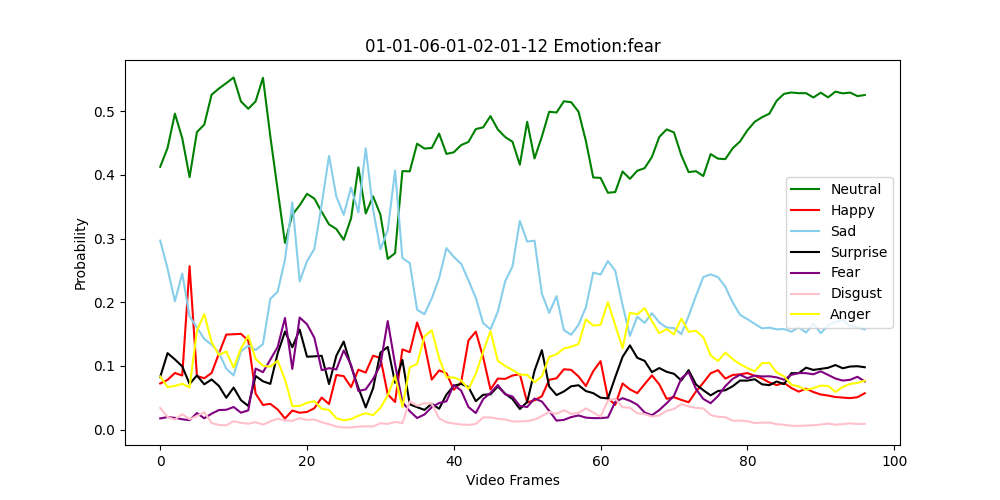 01-01-06-01-02-01-12 Emotion:fear
Probability
0.5
0.4
0.3
0.2
0.1
0.0
Neutral
Happy
Sad
Surprise
Fear
Disgust
Anger
0 20 40 60 80 100
Video Frames